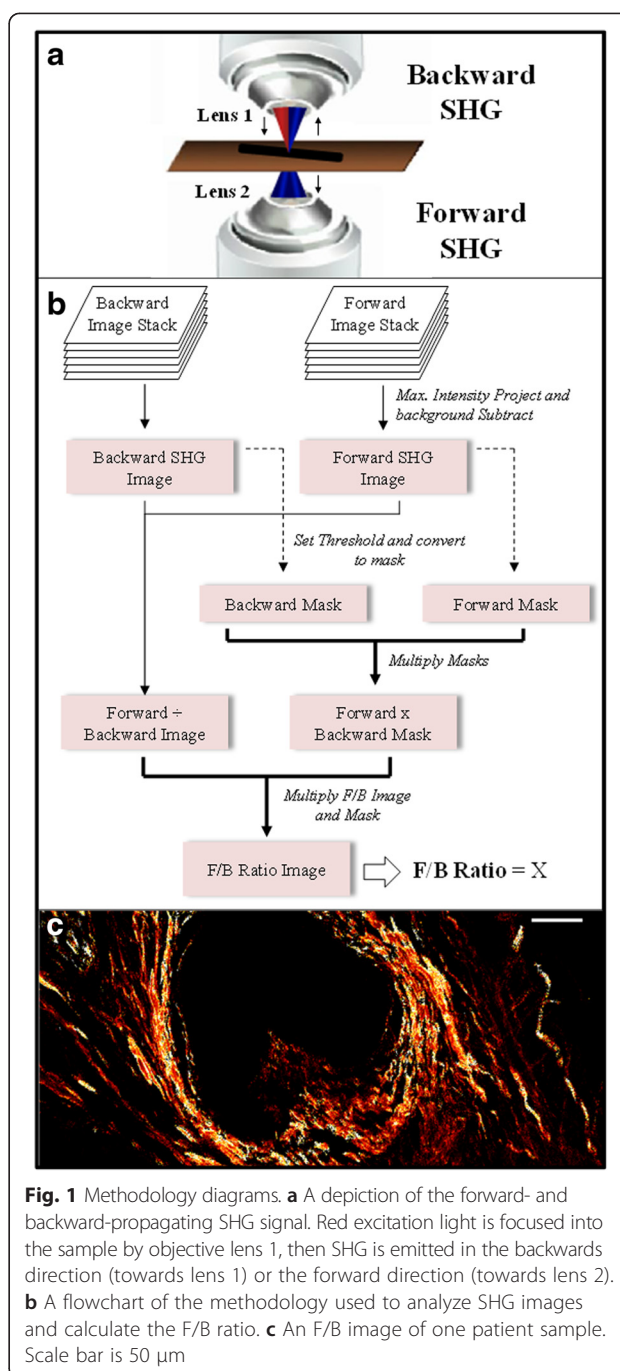 a
Backward
SHG
Lens 1
Lens 2
Forward
SHG
b
Backward
Image Stack
Forward
Image Stack
Max. Intensity Project and
background Subtract
Backward SHG
Image
Forward SHG
Image
Set Threshold and convert
to mask
Backward Mask
Forward Mask
Multiply Masks
Forward ÷
Backward Image
Forward x
Backward Mask
Multiply F/B Image
and Mask
F/B Ratio Image
F/B Ratio = X
c
Fig. 1 Methodology diagrams. a A depiction of the forward- and
backward-propagating SHG signal. Red excitation light is focused into
the sample by objective lens 1, then SHG is emitted in the backwards
direction (towards lens 1) or the forward direction (towards lens 2).
b A flowchart of the methodology used to analyze SHG images
and calculate the F/B ratio. c An F/B image of one patient sample.
Scale bar is 50 μm